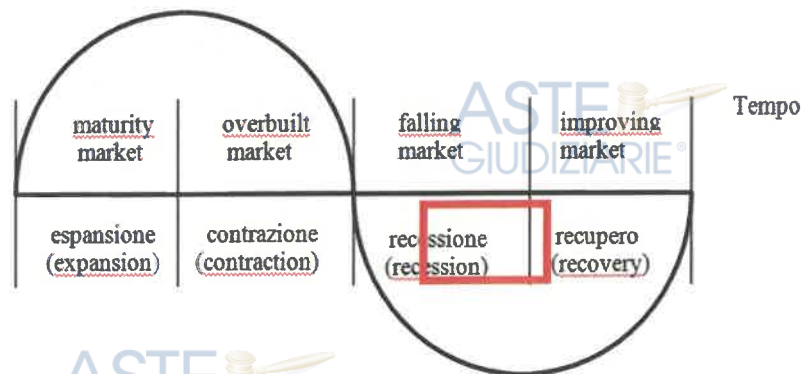 ASTE
GIUDIZIARIE®
Tempo
maturity
market
overbuilt
market
falling
market
improving
market
espansione
(expansion)
contrazione
(contraction)
recessione
(recession)
recupero
(recovery)
ASTE